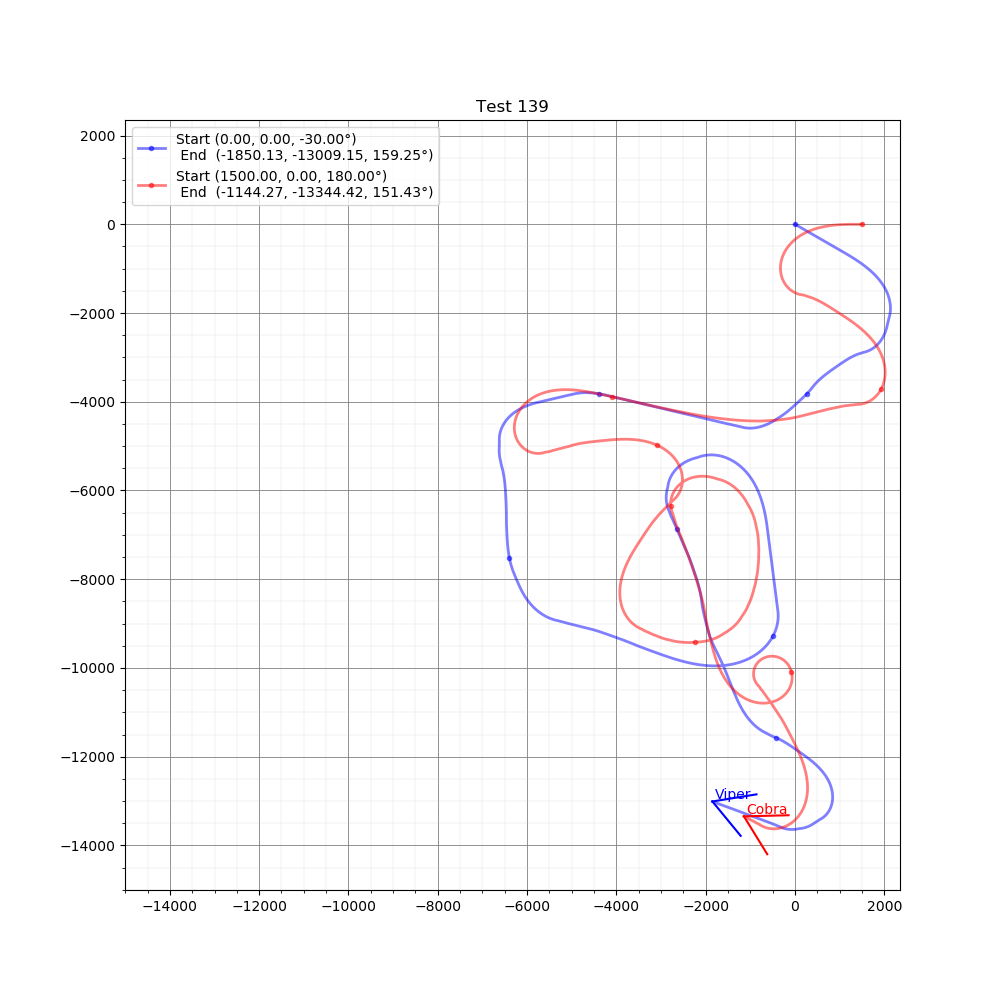 Test 139
Start (0.00, 0.00, -30.00°)
End (-1850.13, -13009.15, 159.25°)
Start (1500.00, 0.00, 180.00°)
End (-1144.27, -13344.42, 151.43°)
2000
0
−2000
−4000
−6000
−8000
−10000
−12000
−14000
Viper
Cobra
−14000 −12000 −10000 −8000 −6000 −4000 −2000 0 2000